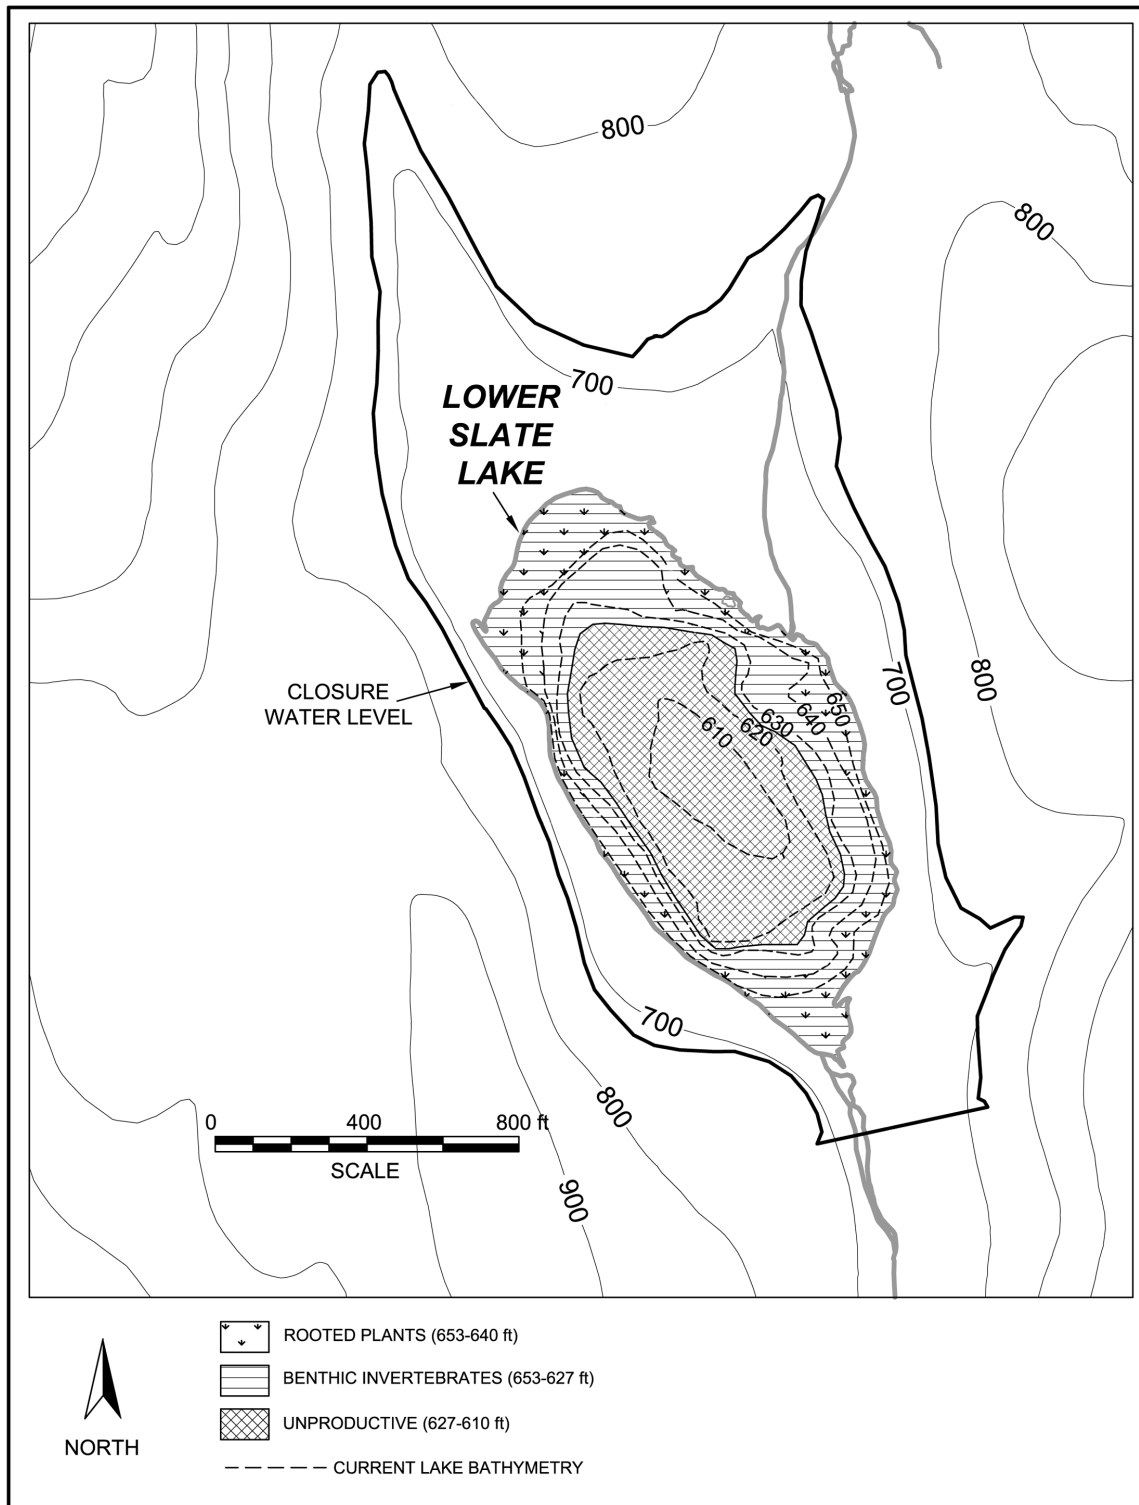 800
800
700
LOWER
SLATE
LAKE
CLOSURE
WATER LEVEL
700
800
650
640
630
620
610
700
800
900
0 400 800 ft
SCALE
NORTH
ROOTED PLANTS (653-640 ft)
BENTHIC INVERTEBRATES (653-627 ft)
UNPRODUCTIVE (627-610 ft)
CURRENT LAKE BATHYMETRY